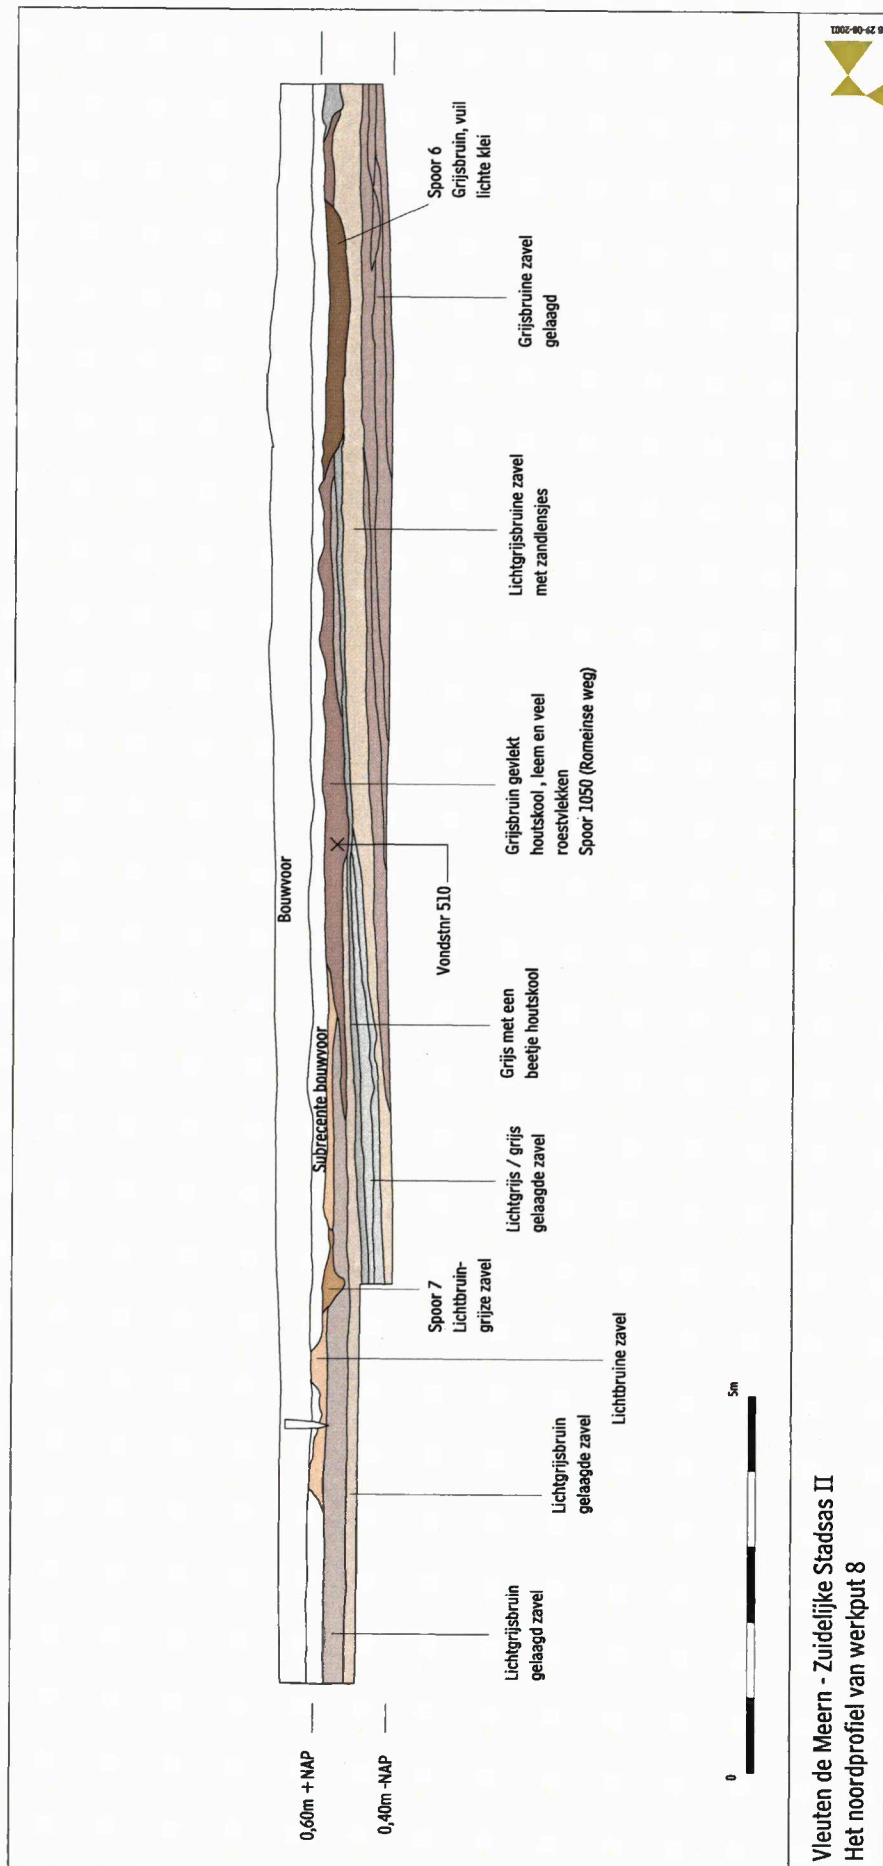 Bouwvoor
Subrecente bouwvoor
0,60m + NAP
0,40m -NAP
Lichtgrijsbruin
gelaagd zavel
Lichtgrijsbruin
gelaagde zavel
Lichtbruine zavel
Spoor 7
Lichtbruin-
grijze zavel
Lichtgrijs / grijs
gelaagde zavel
Grijs met een
beetje houtskool
Vondstnr 510
Grijsbruin gevlekt
houtskool , leem en veel
roestvlekken
Spoor 1050 (Romeinse weg)
Lichtgrijsbruine zavel
met zandlensjes
Grijsbruine zavel
gelaagd
Spoor 6
Grijsbruin, vuil
lichte klei
0
5m
Vleuten de Meern - Zuidelijke Stadsas II
Het noordprofiel van werkput 8
29-08-2001